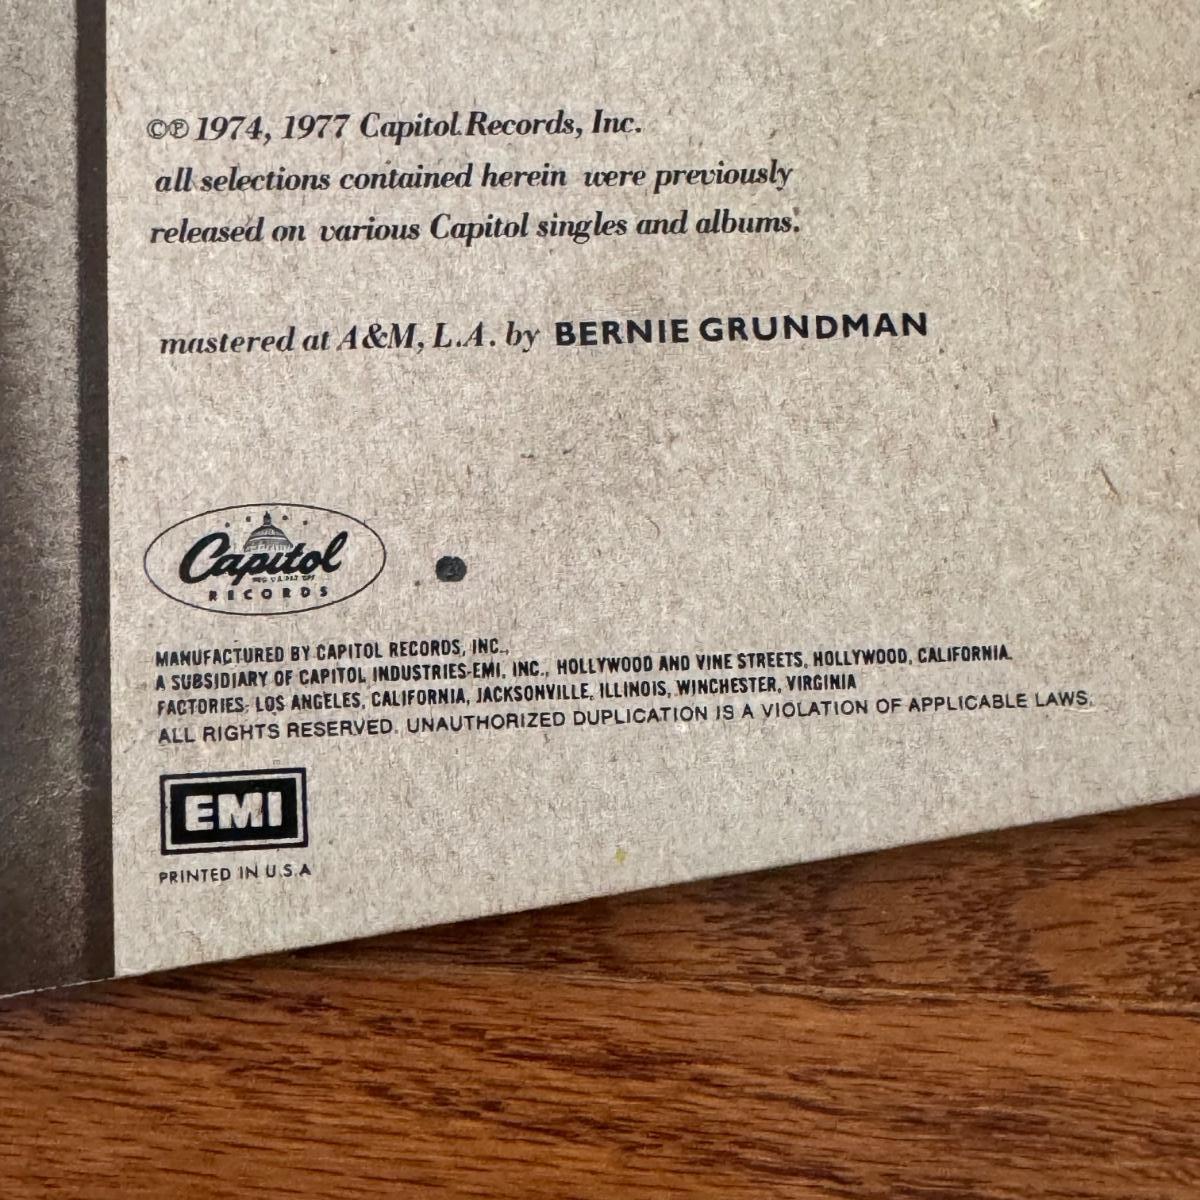 ©℗ 1974, 1977 Capitol Records, Inc.
all selections contained herein were previously
released on various Capitol singles and albums.
mastered at A&M, L.A. by BERNIE GRUNDMAN
Capitol
RECORDS
MANUFACTURED BY CAPITOL RECORDS, INC.,
A SUBSIDIARY OF CAPITOL INDUSTRIES-EMI, INC., HOLLYWOOD AND VINE STREETS, HOLLYWOOD, CALIFORNIA.
FACTORIES: LOS ANGELES, CALIFORNIA, JACKSONVILLE, ILLINOIS, WINCHESTER, VIRGINIA
ALL RIGHTS RESERVED. UNAUTHORIZED DUPLICATION IS A VIOLATION OF APPLICABLE LAWS.
EMI
PRINTED IN U.S.A